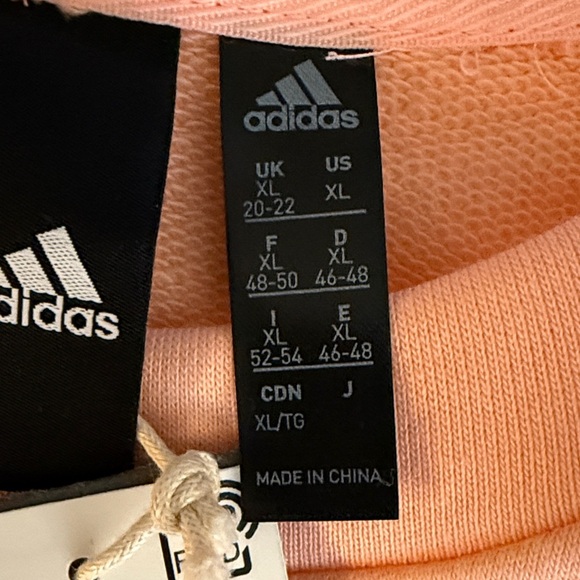 adidas
UK US
XL XL
20-22
F D
XL XL
48-50 46-48
I E
XL XL
52-54 46-48
CDN J
XL/TG
MADE IN CHINA
didas